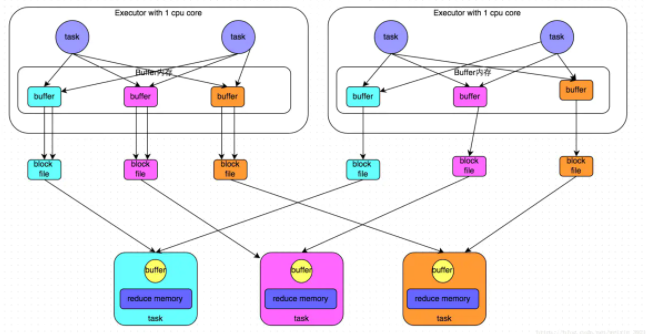 Executor with 1 cpu core
Executor with 1 cpu core
task
task
task
task
Buffer内存
Buffer内存
buffer
buffer
buffer
buffer
buffer
buffer
block
file
block
file
block
file
block
file
block
file
block
file
buffer
buffer
buffer
reduce memory
reduce memory
reduce memory
task
task
task